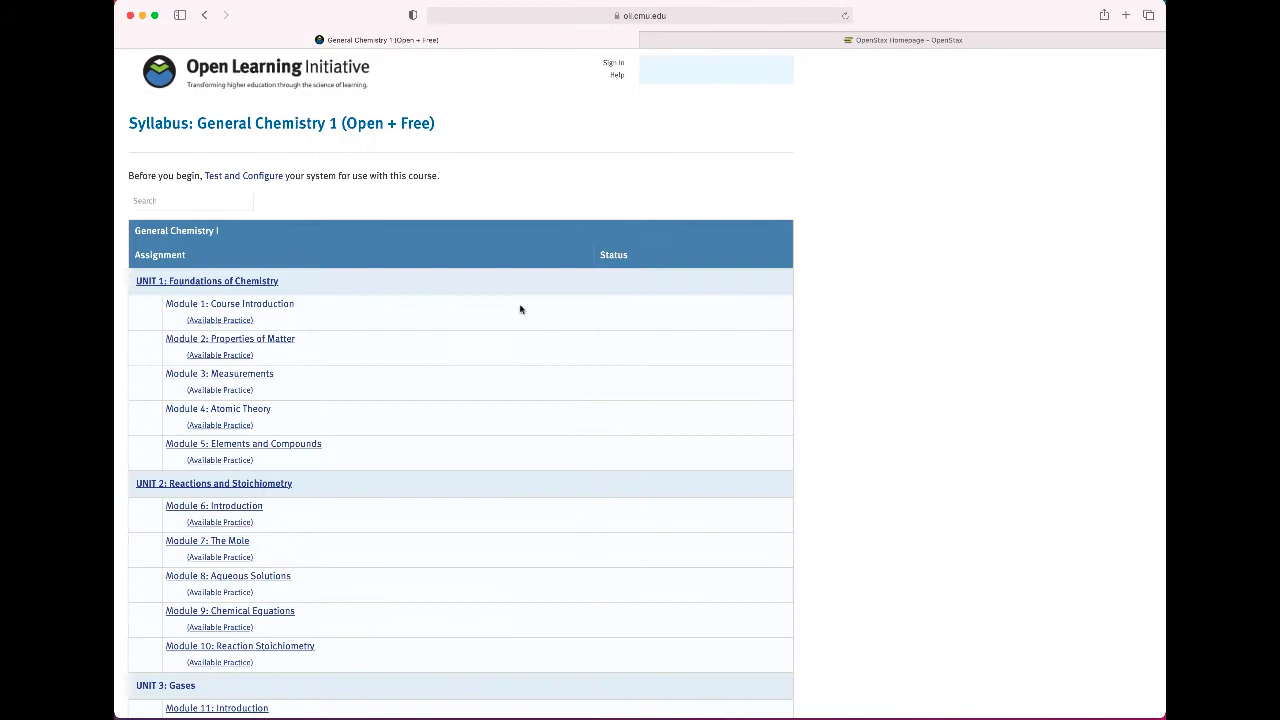 oli.cmu.edu
General Chemistry 1 (Open + Free)
OpenStax Homepage - OpenStax
Open Learning Initiative
Transforming higher education through the science of learning.
Sign In
Help
Syllabus: General Chemistry 1 (Open + Free)
Before you begin, Test and Configure your system for use with this course.
Search
General Chemistry I
Assignment
Status
UNIT 1: Foundations of Chemistry
Module 1: Course Introduction
(Available Practice)
Module 2: Properties of Matter
(Available Practice)
Module 3: Measurements
(Available Practice)
Module 4: Atomic Theory
(Available Practice)
Module 5: Elements and Compounds
(Available Practice)
UNIT 2: Reactions and Stoichiometry
Module 6: Introduction
(Available Practice)
Module 7: The Mole
(Available Practice)
Module 8: Aqueous Solutions
(Available Practice)
Module 9: Chemical Equations
(Available Practice)
Module 10: Reaction Stoichiometry
(Available Practice)
UNIT 3: Gases
Module 11: Introduction